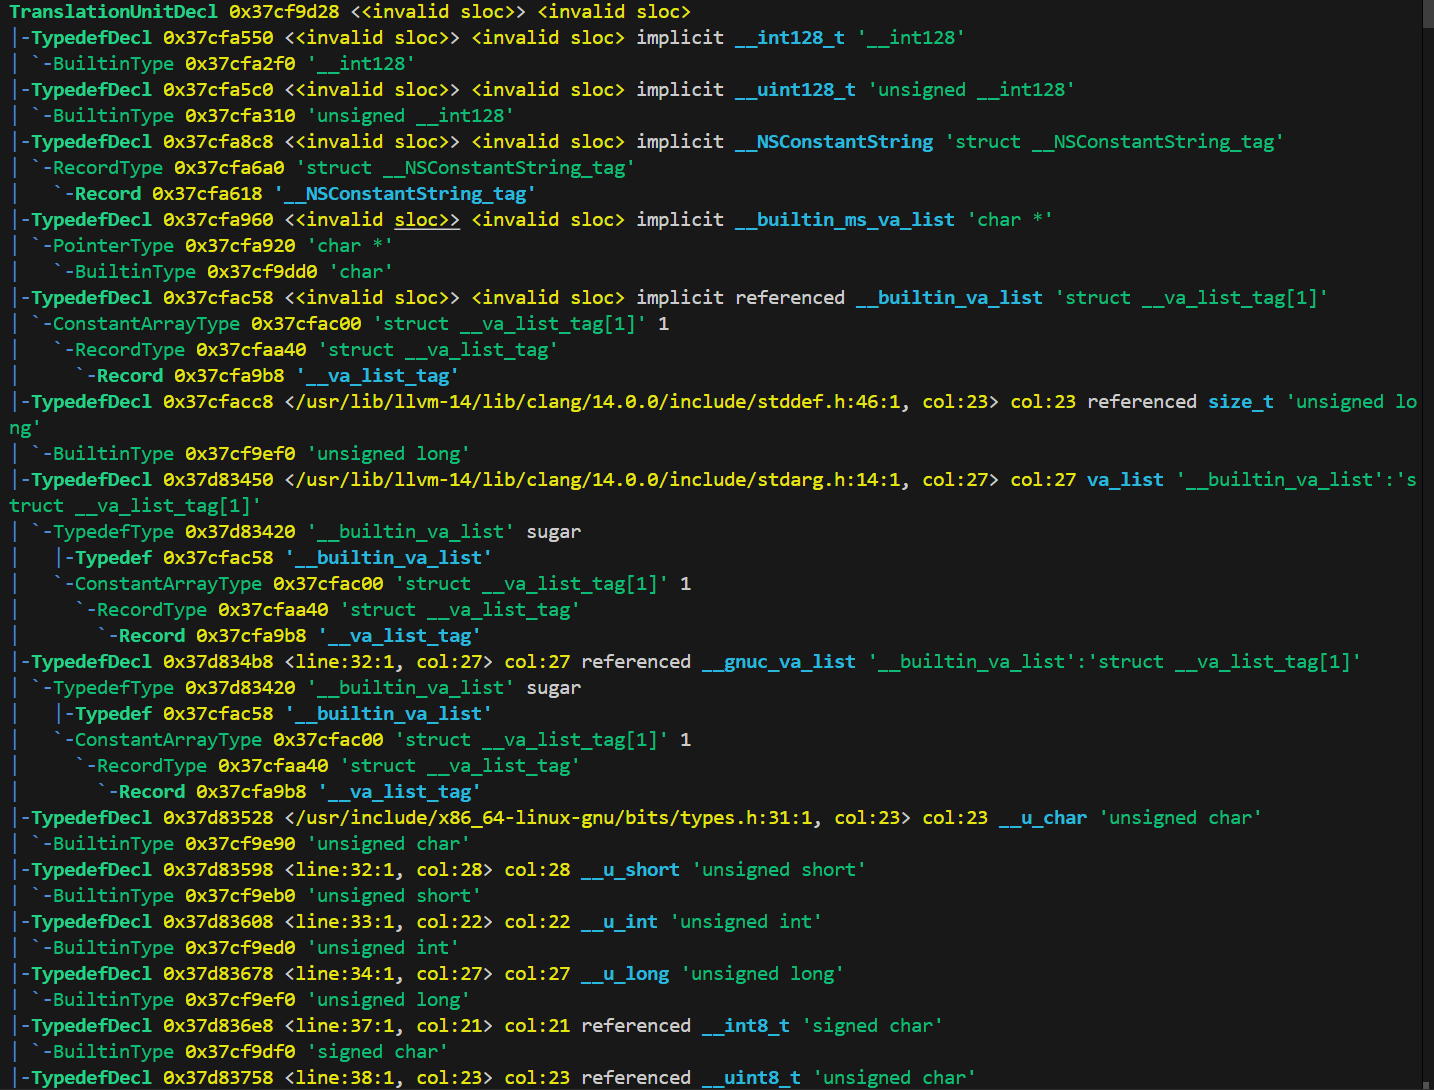 TranslationUnitDecl 0x37cf9d28 <<invalid sloc>> <invalid sloc>
|-TypedefDecl 0x37cfa550 <<invalid sloc>> <invalid sloc> implicit __int128_t '__int128'
| `-BuiltinType 0x37cfa2f0 '__int128'
|-TypedefDecl 0x37cfa5c0 <<invalid sloc>> <invalid sloc> implicit __uint128_t 'unsigned __int128'
| `-BuiltinType 0x37cfa310 'unsigned __int128'
|-TypedefDecl 0x37cfa8c8 <<invalid sloc>> <invalid sloc> implicit __NSConstantString 'struct __NSConstantString_tag'
| `-RecordType 0x37cfa6a0 'struct __NSConstantString_tag'
|   `-Record 0x37cfa618 '__NSConstantString_tag'
|-TypedefDecl 0x37cfa960 <<invalid sloc>> <invalid sloc> implicit __builtin_ms_va_list 'char *'
| `-PointerType 0x37cfa920 'char *'
|   `-BuiltinType 0x37cf9dd0 'char'
|-TypedefDecl 0x37cfac58 <<invalid sloc>> <invalid sloc> implicit referenced __builtin_va_list 'struct __va_list_tag[1]'
| `-ConstantArrayType 0x37cfac00 'struct __va_list_tag[1]' 1
|   `-RecordType 0x37cfaa40 'struct __va_list_tag'
|     `-Record 0x37cfa9b8 '__va_list_tag'
|-TypedefDecl 0x37cfacc8 </usr/lib/llvm-14/lib/clang/14.0.0/include/stddef.h:46:1, col:23> col:23 referenced size_t 'unsigned lo
ng'
| `-BuiltinType 0x37cf9ef0 'unsigned long'
|-TypedefDecl 0x37d83450 </usr/lib/llvm-14/lib/clang/14.0.0/include/stdarg.h:14:1, col:27> col:27 va_list '__builtin_va_list':'s
truct __va_list_tag[1]'
| `-TypedefType 0x37d83420 '__builtin_va_list' sugar
|   |-Typedef 0x37cfac58 '__builtin_va_list'
|   `-ConstantArrayType 0x37cfac00 'struct __va_list_tag[1]' 1
|     `-RecordType 0x37cfaa40 'struct __va_list_tag'
|       `-Record 0x37cfa9b8 '__va_list_tag'
|-TypedefDecl 0x37d834b8 <line:32:1, col:27> col:27 referenced __gnuc_va_list '__builtin_va_list':'struct __va_list_tag[1]'
| `-TypedefType 0x37d83420 '__builtin_va_list' sugar
|   |-Typedef 0x37cfac58 '__builtin_va_list'
|   `-ConstantArrayType 0x37cfac00 'struct __va_list_tag[1]' 1
|     `-RecordType 0x37cfaa40 'struct __va_list_tag'
|       `-Record 0x37cfa9b8 '__va_list_tag'
|-TypedefDecl 0x37d83528 </usr/include/x86_64-linux-gnu/bits/types.h:31:1, col:23> col:23 __u_char 'unsigned char'
| `-BuiltinType 0x37cf9e90 'unsigned char'
|-TypedefDecl 0x37d83598 <line:32:1, col:28> col:28 __u_short 'unsigned short'
| `-BuiltinType 0x37cf9eb0 'unsigned short'
|-TypedefDecl 0x37d83608 <line:33:1, col:22> col:22 __u_int 'unsigned int'
| `-BuiltinType 0x37cf9ed0 'unsigned int'
|-TypedefDecl 0x37d83678 <line:34:1, col:27> col:27 __u_long 'unsigned long'
| `-BuiltinType 0x37cf9ef0 'unsigned long'
|-TypedefDecl 0x37d836e8 <line:37:1, col:21> col:21 referenced __int8_t 'signed char'
| `-BuiltinType 0x37cf9df0 'signed char'
|-TypedefDecl 0x37d83758 <line:38:1, col:23> col:23 referenced __uint8_t 'unsigned char'